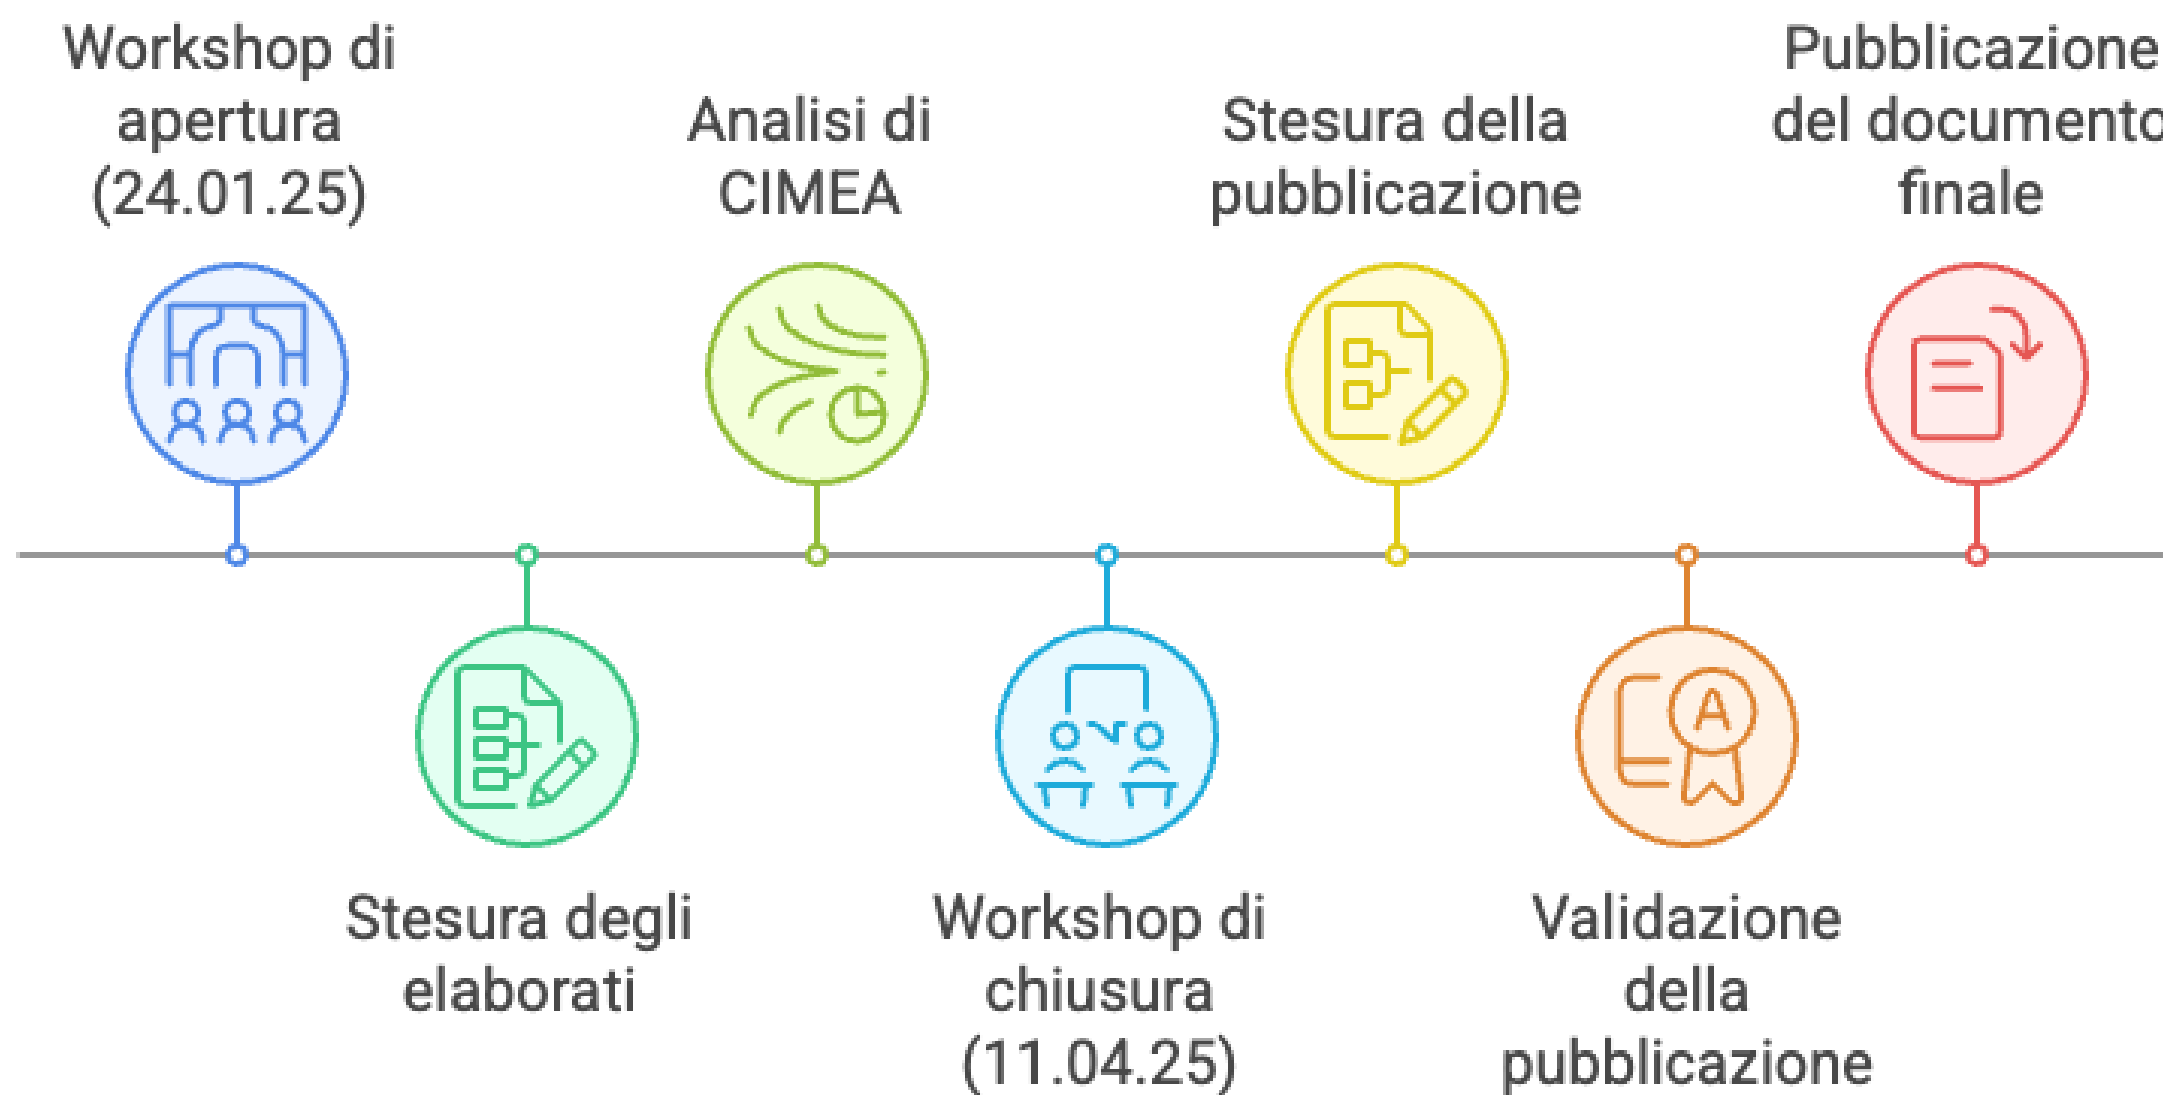 Workshop di
apertura
(24.01.25)
Stesura degli
elaborati
Analisi di
CIMEA
Workshop di
chiusura
(11.04.25)
Stesura della
pubblicazione
Validazione
della
pubblicazione
Pubblicazione
del documento
finale
A